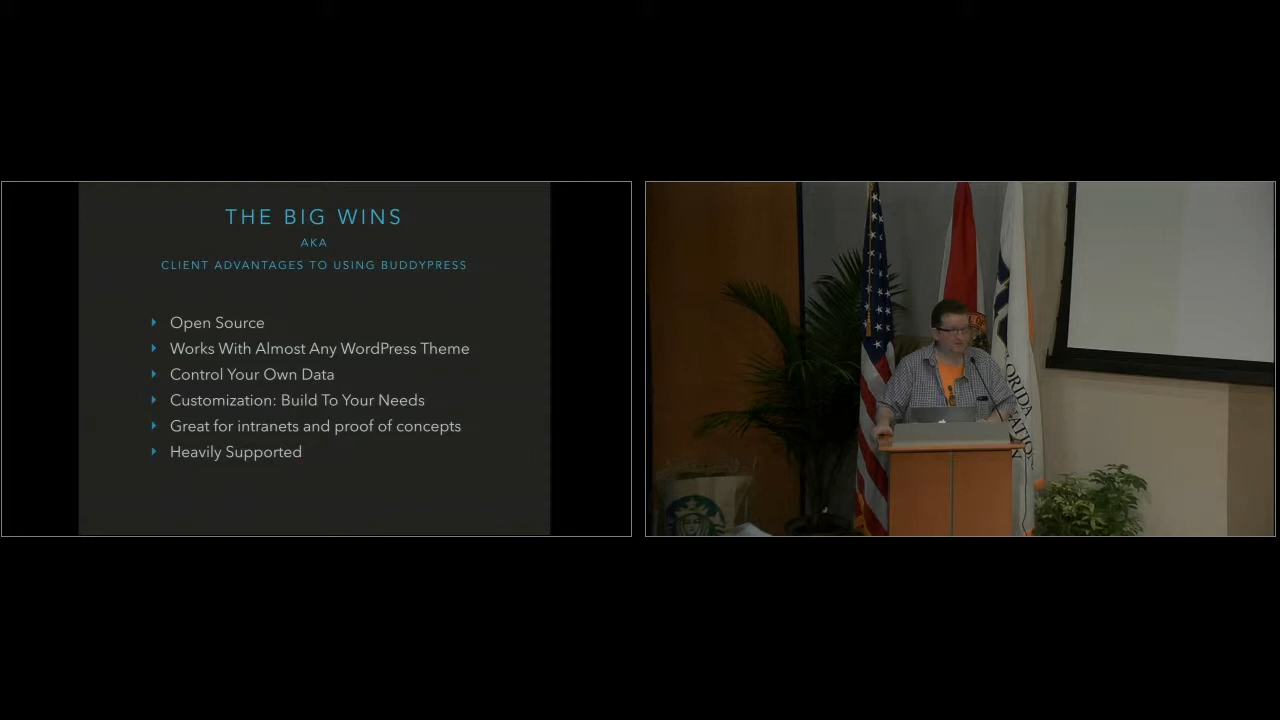 THE BIG WINS
AKA
CLIENT ADVANTAGES TO USING BUDDYPRESS
Open Source
Works With Almost Any WordPress Theme
Control Your Own Data
Customization: Build To Your Needs
Great for intranets and proof of concepts
Heavily Supported